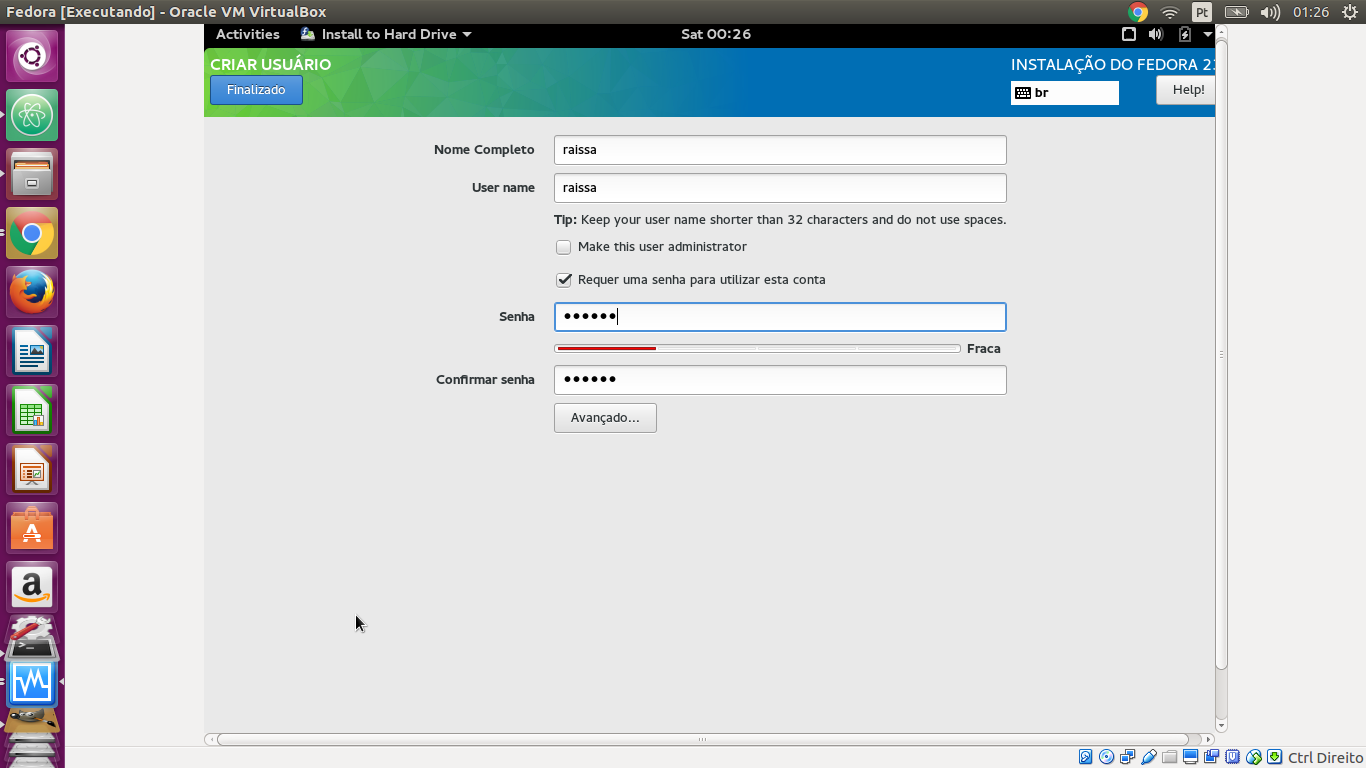 Fedora [Executando] - Oracle VM VirtualBox
Pt
01:26
Activities
Install to Hard Drive
Sat 00:26
CRIAR USUÁRIO
INSTALAÇÃO DO FEDORA 2
Finalizado
br
Help!
Nome Completo
raissa
User name
raissa
Tip: Keep your user name shorter than 32 characters and do not use spaces.
Make this user administrator
Requer uma senha para utilizar esta conta
Senha
●●●●●●
Fraca
Confirmar senha
●●●●●●
Avançado...
Ctrl Direito